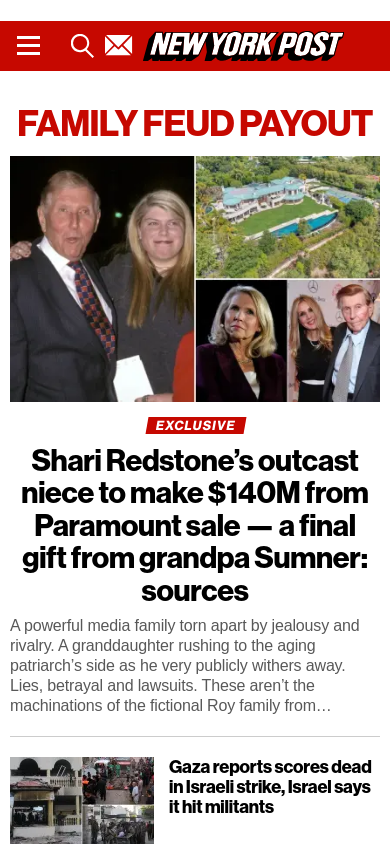 NEW YORK POST
FAMILY FEUD PAYOUT
EXCLUSIVE
Shari Redstone’s outcast
niece to make $140M from
Paramount sale — a final
gift from grandpa Sumner:
sources
A powerful media family torn apart by jealousy and
rivalry. A granddaughter rushing to the aging
patriarch’s side as he very publicly withers away.
Lies, betrayal and lawsuits. These aren’t the
machinations of the fictional Roy family from…
Gaza reports scores dead
in Israeli strike, Israel says
it hit militants